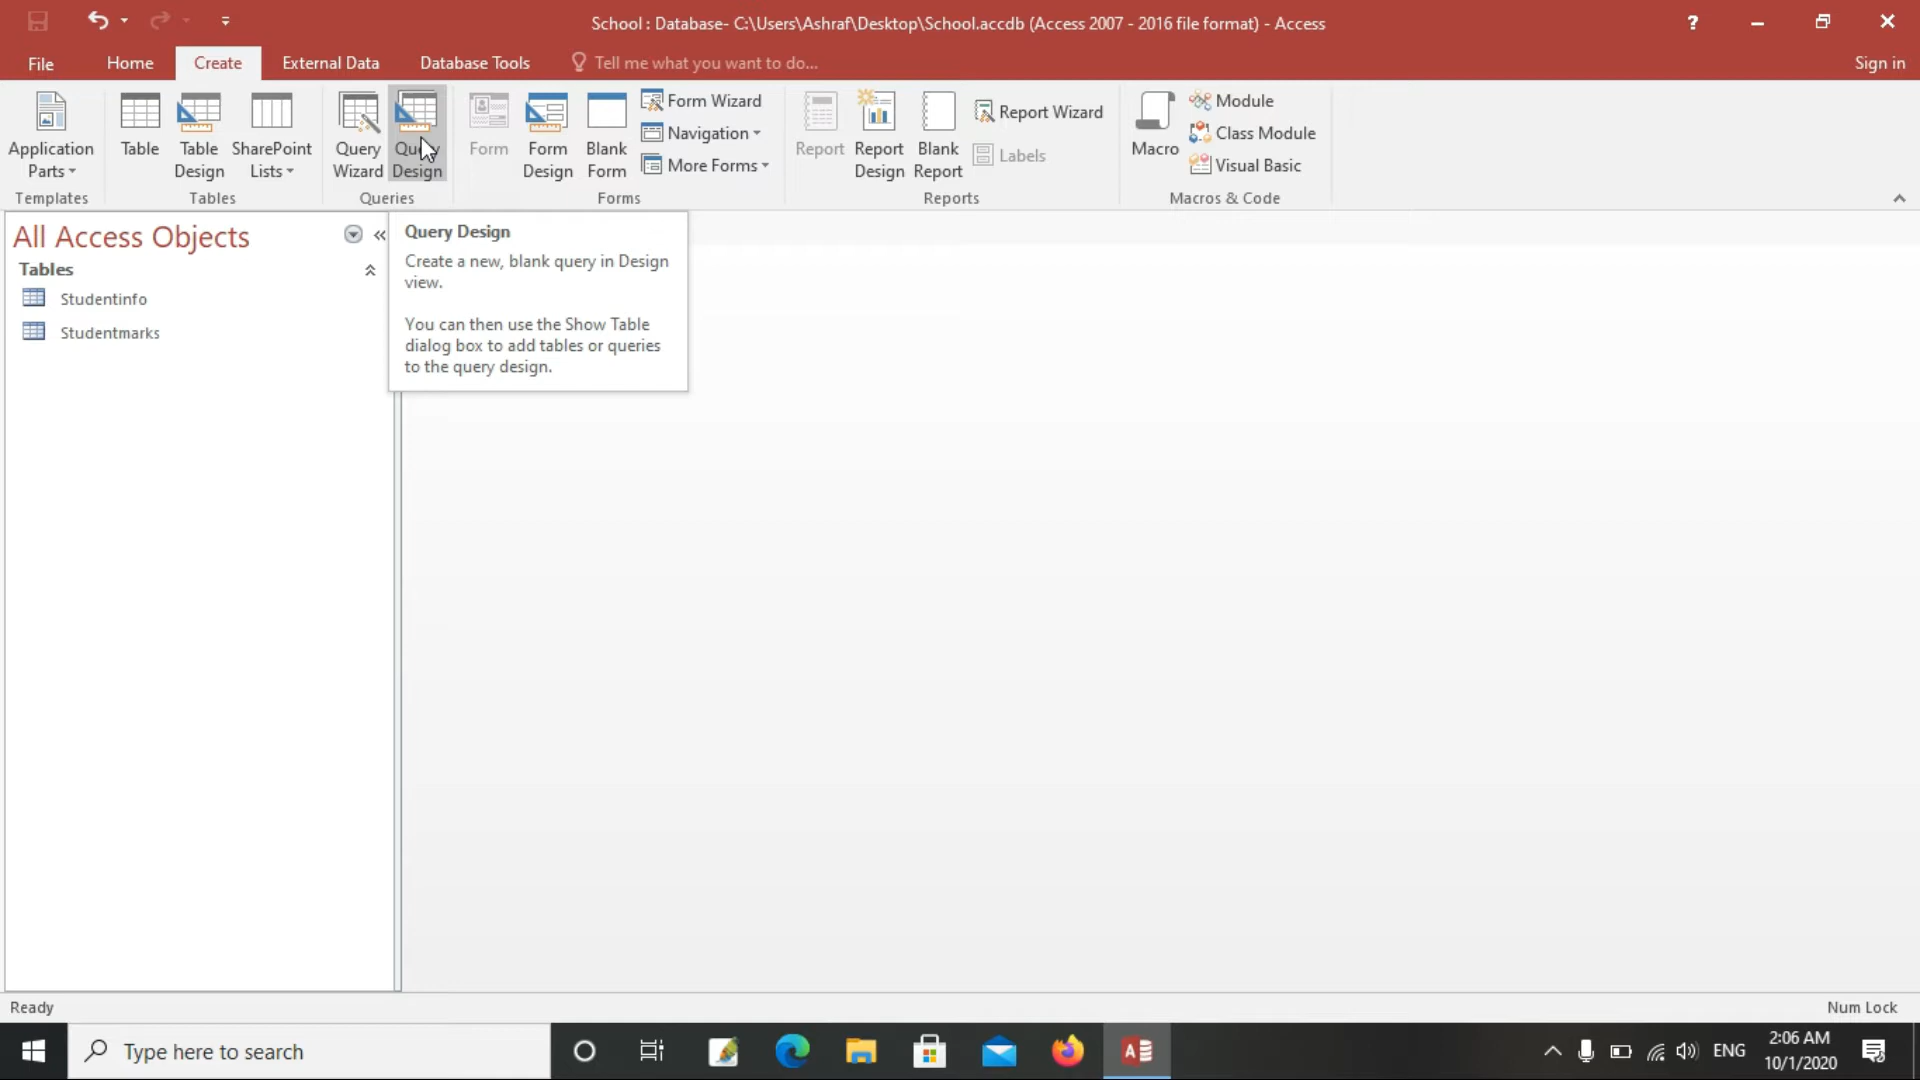 School : Database- C:\Users\Ashraf\Desktop\School.accdb (Access 2007 - 2016 file format) - Access
?
File Home Create External Data Database Tools Tell me what you want to do... Sign in
Application Parts
Templates
Table
Table Design
SharePoint Lists
Tables
Query Wizard
Query Design
Queries
Form
Form Design
Blank Form
Form Wizard
Navigation
More Forms
Forms
Report
Report Design
Blank Report
Report Wizard
Labels
Reports
Macro
Module
Class Module
Visual Basic
Macros & Code
All Access Objects
Tables
Studentinfo
Studentmarks
Query Design
Create a new, blank query in Design
view.
You can then use the Show Table
dialog box to add tables or queries
to the query design.
Ready
Num Lock
Type here to search
ENG
2:06 AM
10/1/2020